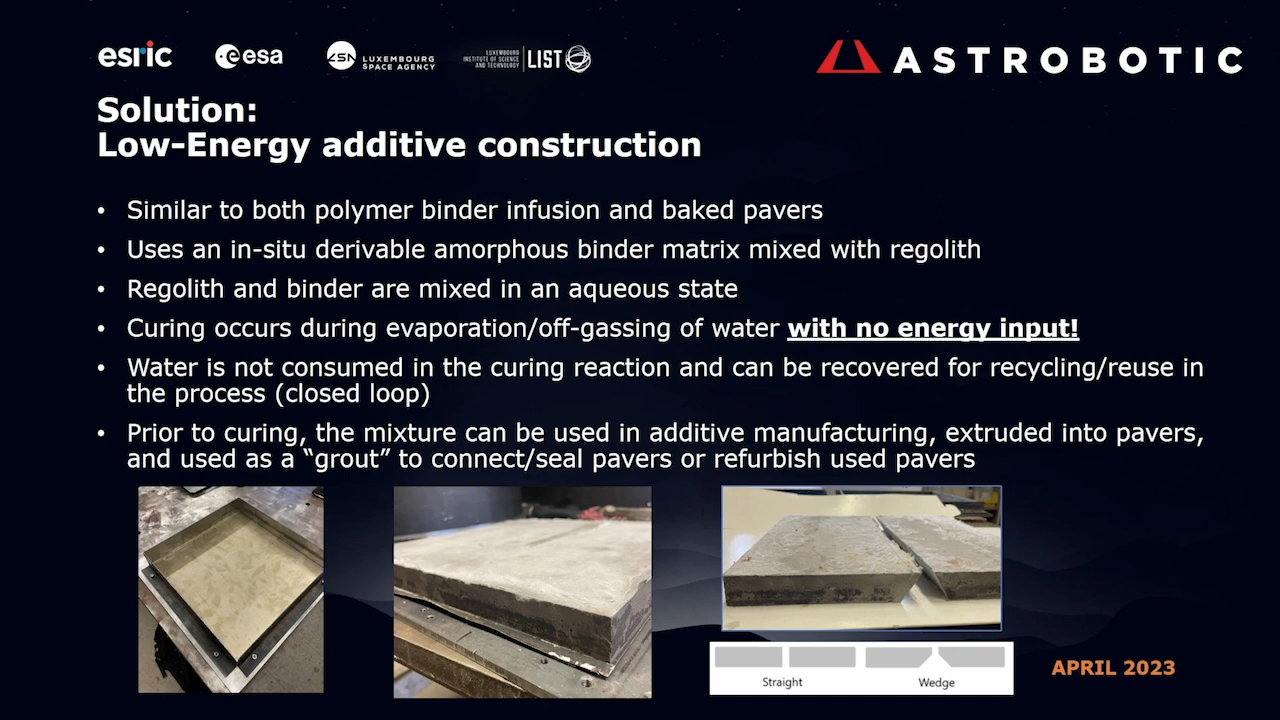 esric
esa
LSA
LUXEMBOURG
SPACE AGENCY
LUXEMBOURG
INSTITUTE OF SCIENCE
AND TECHNOLOGY
LIST
ASTROBOTIC
Solution:
Low-Energy additive construction
• Similar to both polymer binder infusion and baked pavers
• Uses an in-situ derivable amorphous binder matrix mixed with regolith
• Regolith and binder are mixed in an aqueous state
• Curing occurs during evaporation/off-gassing of water with no energy input!
• Water is not consumed in the curing reaction and can be recovered for recycling/reuse in
the process (closed loop)
• Prior to curing, the mixture can be used in additive manufacturing, extruded into pavers,
and used as a “grout” to connect/seal pavers or refurbish used pavers
Straight
Wedge
APRIL 2023